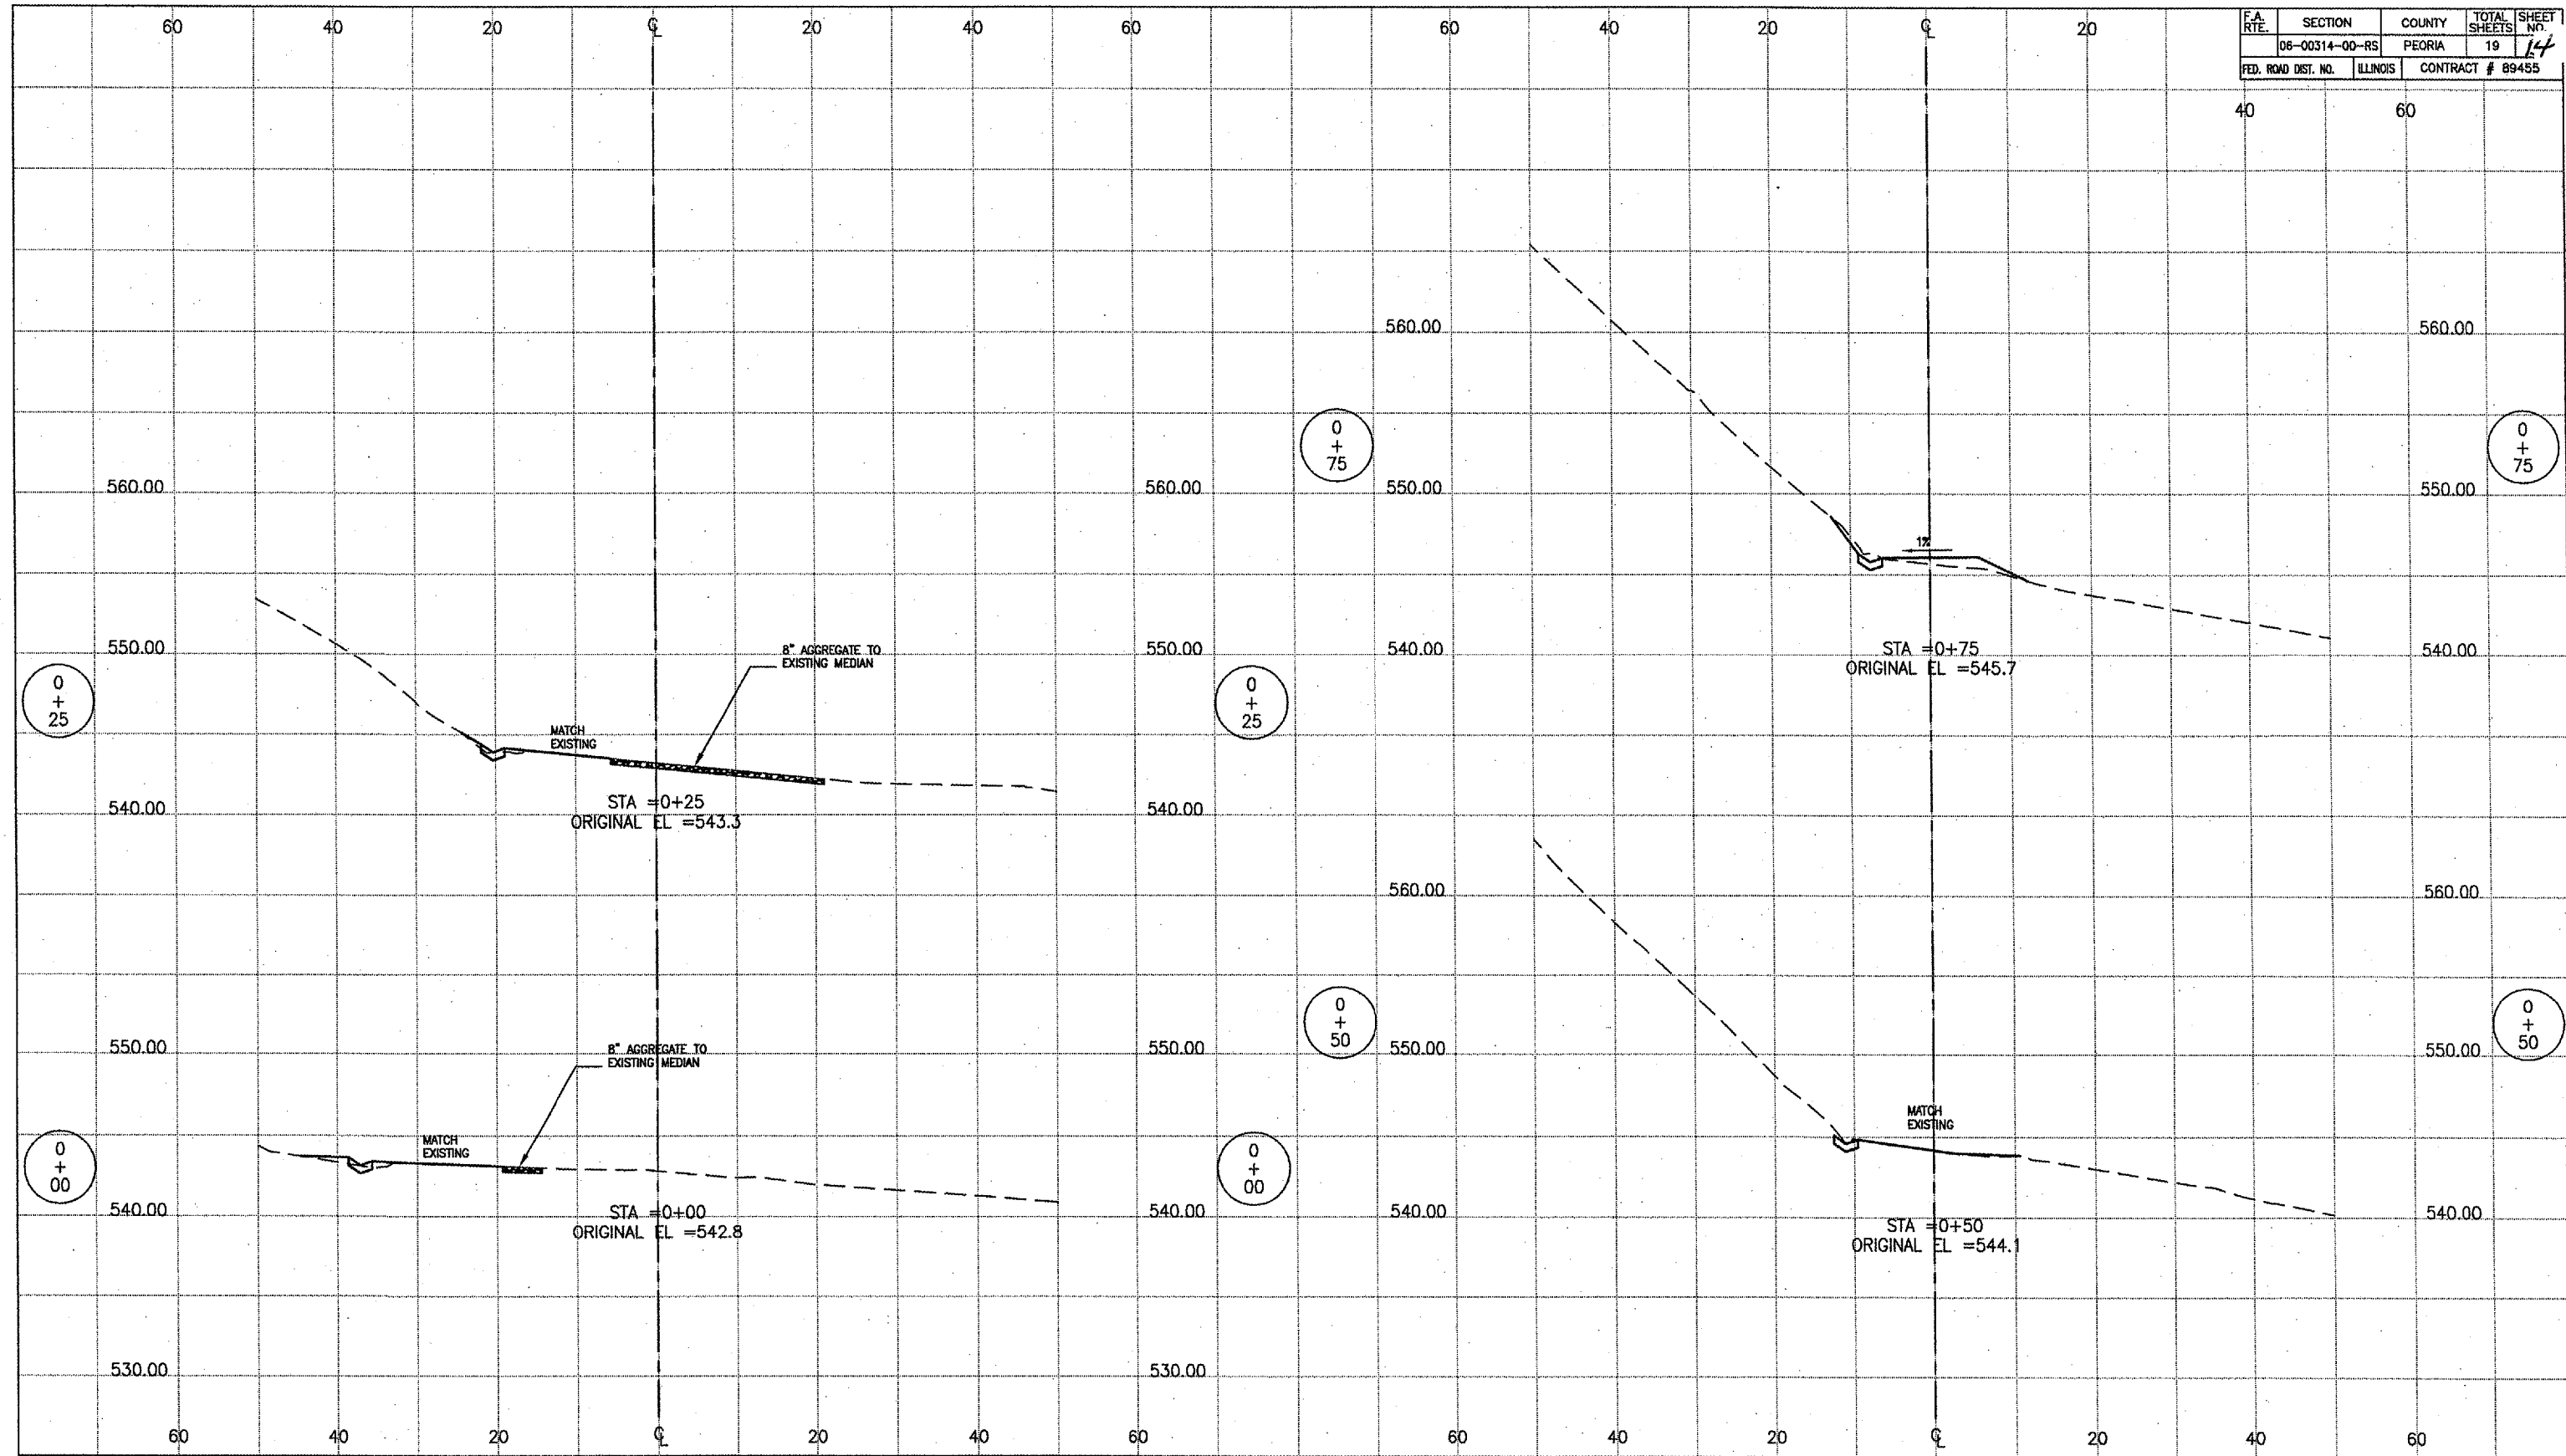 60 40 20 ℄ 20 40 60 60 40 20 ℄ 20
F.A. RTE. SECTION COUNTY TOTAL SHEETS SHEET NO.
06-00314-00-RS PEORIA 19 14
FED. ROAD DIST. NO. ILLINOIS CONTRACT # 89455
40 60
560.00 560.00
0 + 75
0 + 75
560.00 560.00 550.00 550.00
1%
550.00 550.00 540.00 540.00
8" AGGREGATE TO
EXISTING MEDIAN
STA =0+75
ORIGINAL EL =545.7
0 + 25
0 + 25
MATCH
EXISTING
540.00 540.00
STA =0+25
ORIGINAL EL =543.3
560.00 560.00
0 + 50
0 + 50
550.00 550.00 550.00 550.00
8" AGGREGATE TO
EXISTING MEDIAN
MATCH
EXISTING
MATCH
EXISTING
0 + 00
0 + 00
540.00 540.00 540.00 540.00
STA =0+00
ORIGINAL EL =542.8
STA =0+50
ORIGINAL EL =544.1
530.00 530.00
60 40 20 ℄ 20 40 60 60 40 20 ℄ 20 40 60